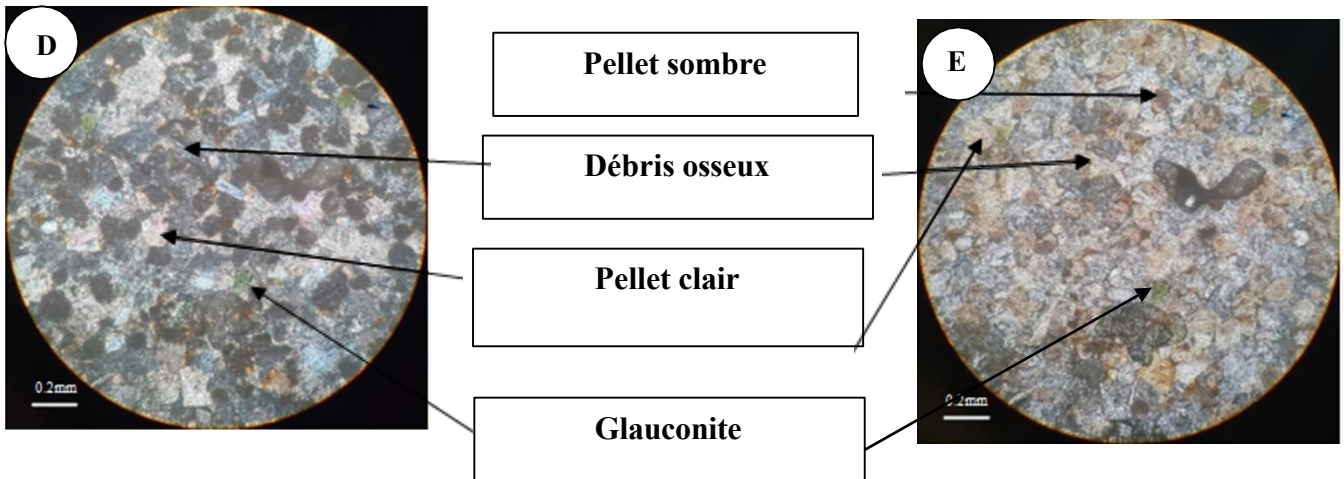 D
E
Pellet sombre
Débris osseux
Pellet clair
Glauconite
0.2mm
0.2mm